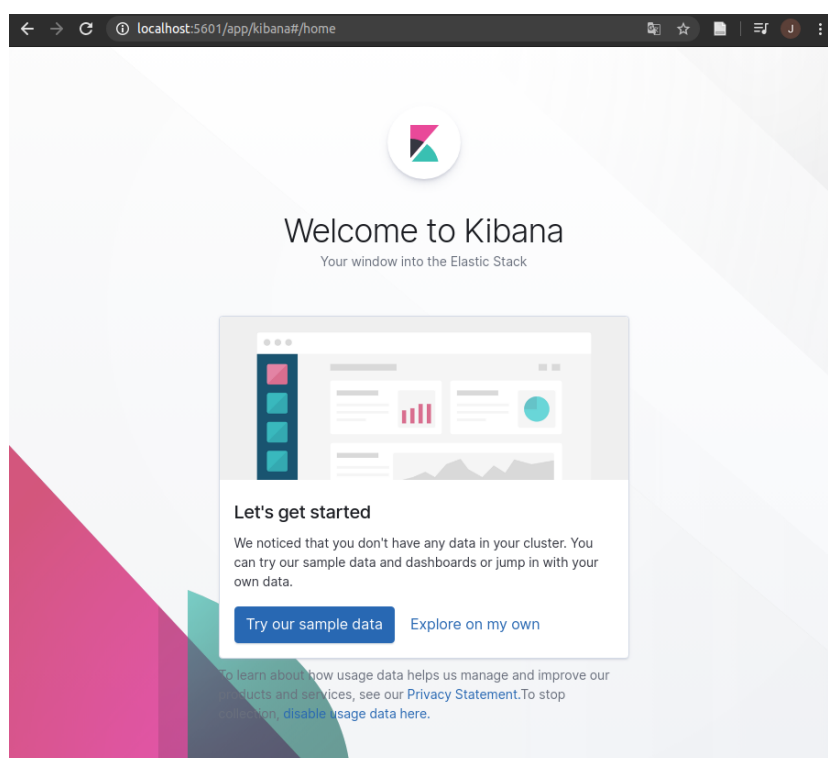 localhost:5601/app/kibana#/home
J
Welcome to Kibana
Your window into the Elastic Stack
Let's get started
We noticed that you don't have any data in your cluster. You
can try our sample data and dashboards or jump in with your
own data.
Try our sample data
Explore on my own
To learn about how usage data helps us manage and improve our
products and services, see our Privacy Statement.To stop
collection, disable usage data here.